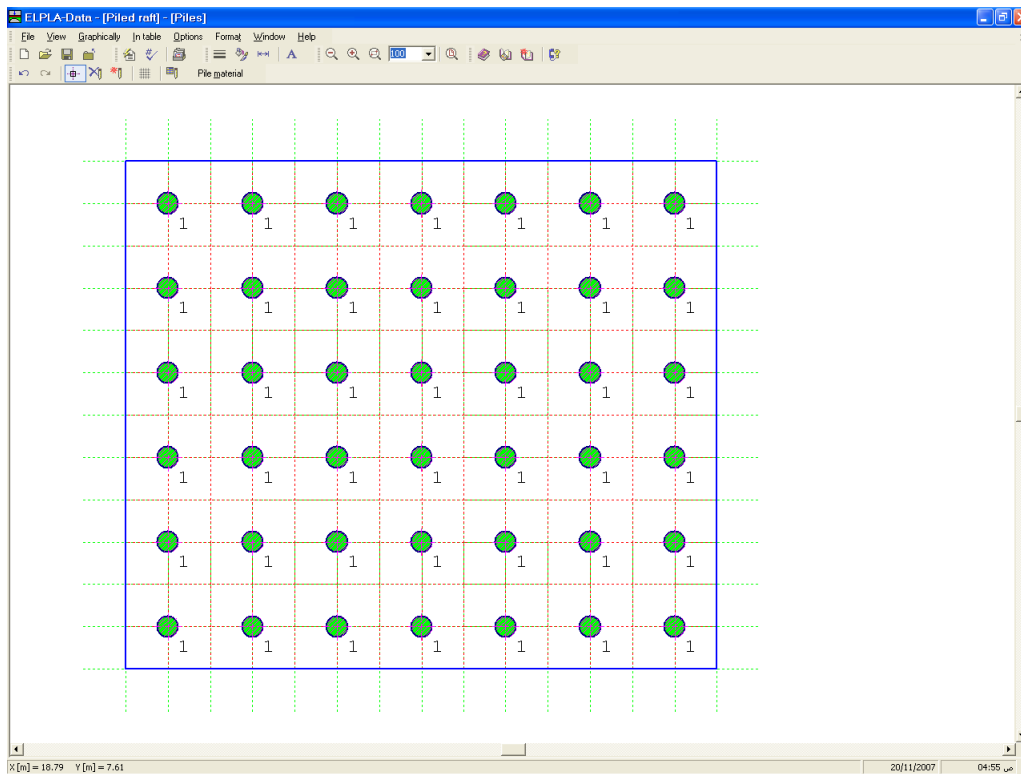 ELPLA-Data - [Piled raft] - [Piles]
File View Graphically In table Options Format Window Help
100
Pile material
1 1 1 1 1 1 1
1 1 1 1 1 1 1
1 1 1 1 1 1 1
1 1 1 1 1 1 1
1 1 1 1 1 1 1
1 1 1 1 1 1 1
X [m] = 18.79 Y [m] = 7.61 20/11/2007 04:55 ص